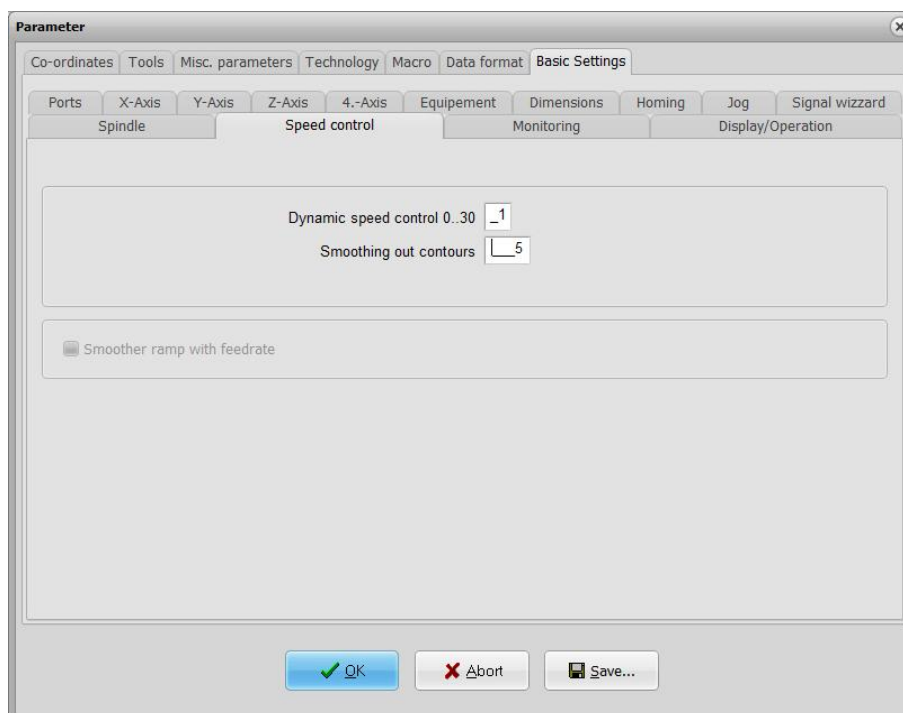 Parameter
Co-ordinates Tools Misc. parameters Technology Macro Data format Basic Settings
Ports X-Axis Y-Axis Z-Axis 4.-Axis Equipement Dimensions Homing Jog Signal wizzard
Spindle Speed control Monitoring Display/Operation
Dynamic speed control 0..30 _1
Smoothing out contours ___5
Smoother ramp with feedrate
OK Abort Save...